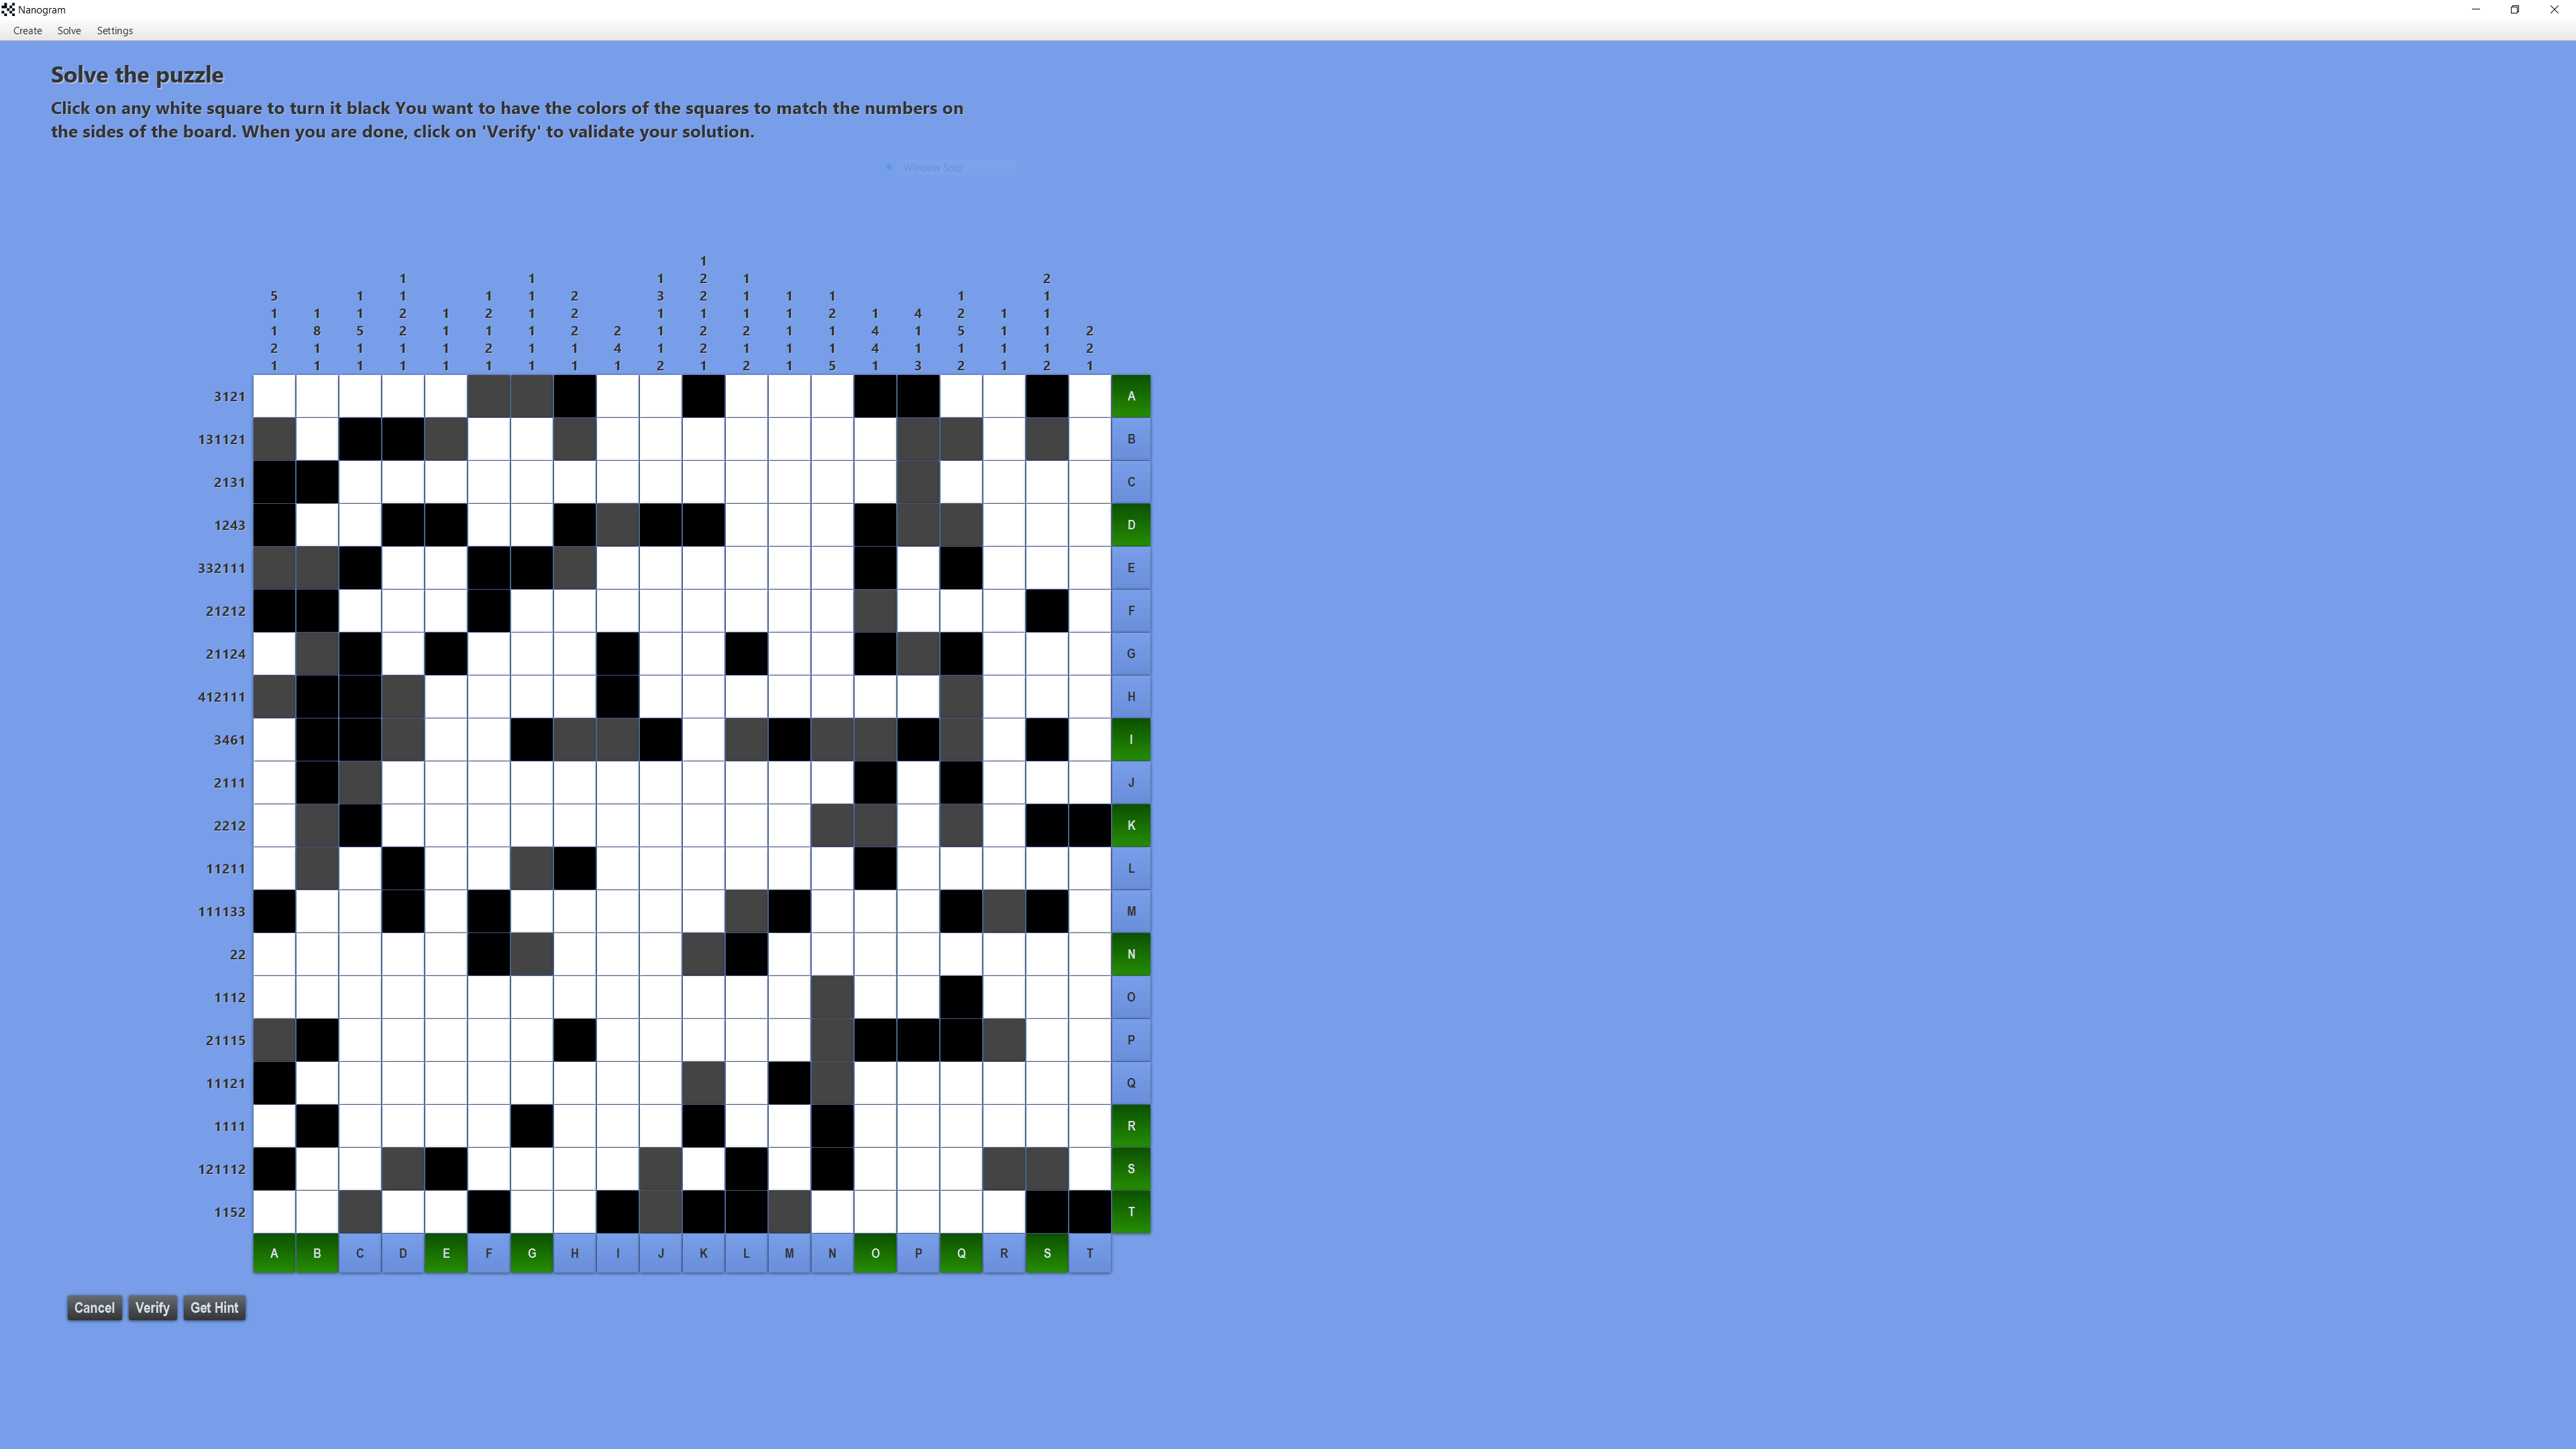 Nanogram
Create Solve Settings
Solve the puzzle
Click on any white square to turn it black You want to have the colors of the squares to match the numbers on
the sides of the board. When you are done, click on 'Verify' to validate your solution.
Window Snip
1
1 1 1 2 1 2
5 1 1 1 2 3 2 1 1 1 1 1
1 1 1 2 1 2 1 2 1 1 1 2 1 4 2 1 1
1 8 5 2 1 1 1 2 2 1 2 2 1 1 4 1 5 1 1 2
2 1 1 1 1 2 1 1 4 1 2 1 1 1 4 1 1 1 1 2
1 1 1 1 1 1 1 1 1 2 1 2 1 5 1 3 2 1 2 1
3121 A
131121 B
2131 C
1243 D
332111 E
21212 F
21124 G
412111 H
3461 I
2111 J
2212 K
11211 L
111133 M
22 N
1112 O
21115 P
11121 Q
1111 R
121112 S
1152 T
A B C D E F G H I J K L M N O P Q R S T
Cancel Verify Get Hint